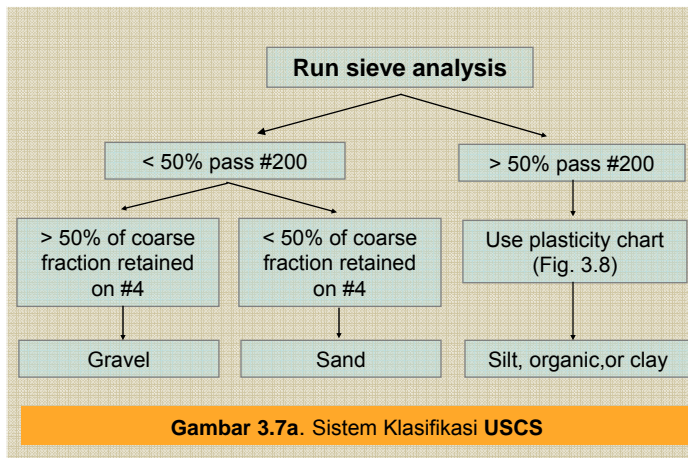 Run sieve analysis
< 50% pass #200
> 50% pass #200
> 50% of coarse
fraction retained
on #4
< 50% of coarse
fraction retained
on #4
Use plasticity chart
(Fig. 3.8)
Gravel
Sand
Silt, organic,or clay
Gambar 3.7a. Sistem Klasifikasi USCS